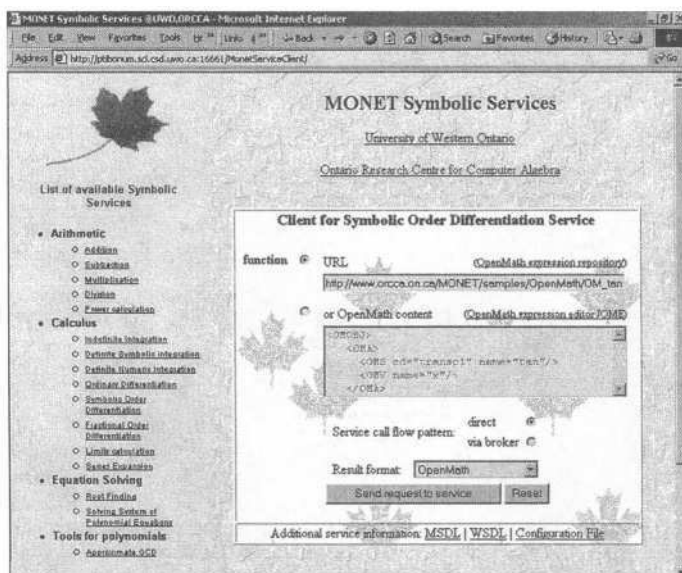 MONET Symbolic Services @UWO,ORCCA - Microsoft Internet Explorer
File Edit View Favorites Tools Links Back Search Favorites History
Address http://ptibonum.scl.csd.uwo.ca:16661/MonetServiceClient/ Go
MONET Symbolic Services
University of Western Ontario
Ontario Research Centre for Computer Algebra
List of available Symbolic
Services
Arithmetic
Addition
Subtraction
Multiplication
Division
Power calculation
Calculus
Indefinite Integration
Definite Symbolic Integration
Definite Numeric Integration
Ordinary Differentiation
Symbolic Order
Differentiation
Fractional Order
Differentiation
Limits calculation
Series Expansion
Equation Solving
Root Finding
Solving System of
Polynomial Equations
Tools for polynomials
Approximate GCD
Client for Symbolic Order Differentiation Service
function URL (OpenMath expression repository)
http://www.orcca.on.ca/MONET/samples/OpenMath/OM_tan
or OpenMath content (OpenMath expression editor JOME)
<OMOBJ>
<OMA>
<OMS cd="transc1" name="tan"/>
<OMV name="x"/>
</OMA>
Service call flow pattern: direct
via broker
Result format: OpenMath
Send request to service Reset
Additional service information: MSDL | WSDL | Configuration File